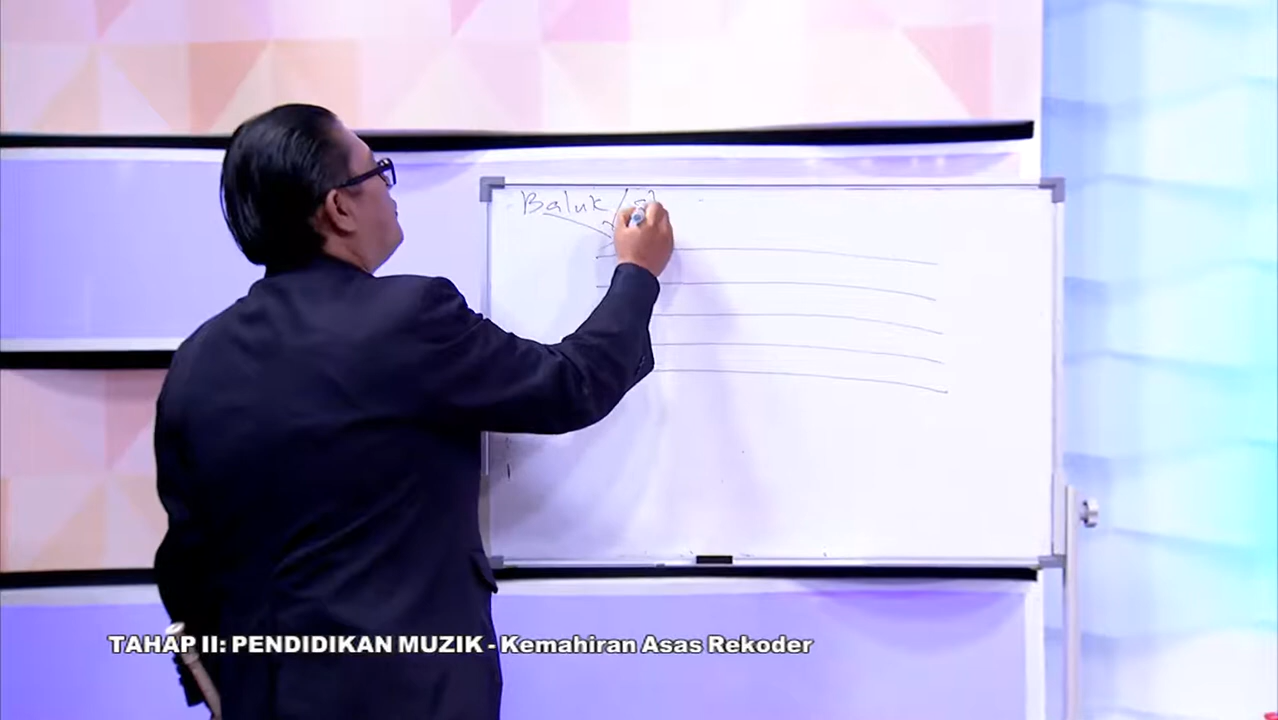 Baluk /
TAHAP II: PENDIDIKAN MUZIK - Kemahiran Asas Rekoder